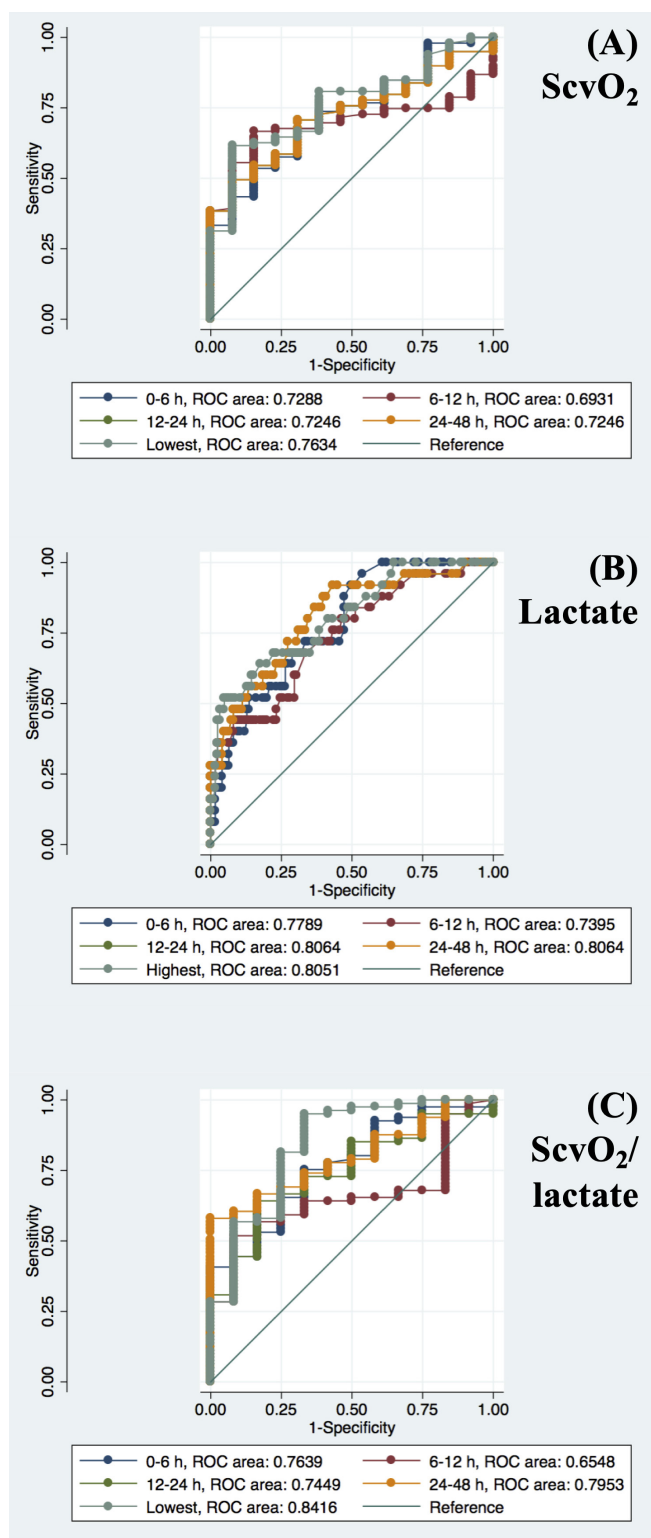 (A)
ScvO2
Sensitivity
1.00
0.75
0.50
0.25
0.00
0.00 0.25 0.50 0.75 1.00
1-Specificity
0-6 h, ROC area: 0.7288 6-12 h, ROC area: 0.6931
12-24 h, ROC area: 0.7246 24-48 h, ROC area: 0.7246
Lowest, ROC area: 0.7634 Reference
(B)
Lactate
Sensitivity
1.00
0.75
0.50
0.25
0.00
0.00 0.25 0.50 0.75 1.00
1-Specificity
0-6 h, ROC area: 0.7789 6-12 h, ROC area: 0.7395
12-24 h, ROC area: 0.8064 24-48 h, ROC area: 0.8064
Highest, ROC area: 0.8051 Reference
(C)
ScvO2/
lactate
Sensitivity
1.00
0.75
0.50
0.25
0.00
0.00 0.25 0.50 0.75 1.00
1-Specificity
0-6 h, ROC area: 0.7639 6-12 h, ROC area: 0.6548
12-24 h, ROC area: 0.7449 24-48 h, ROC area: 0.7953
Lowest, ROC area: 0.8416 Reference